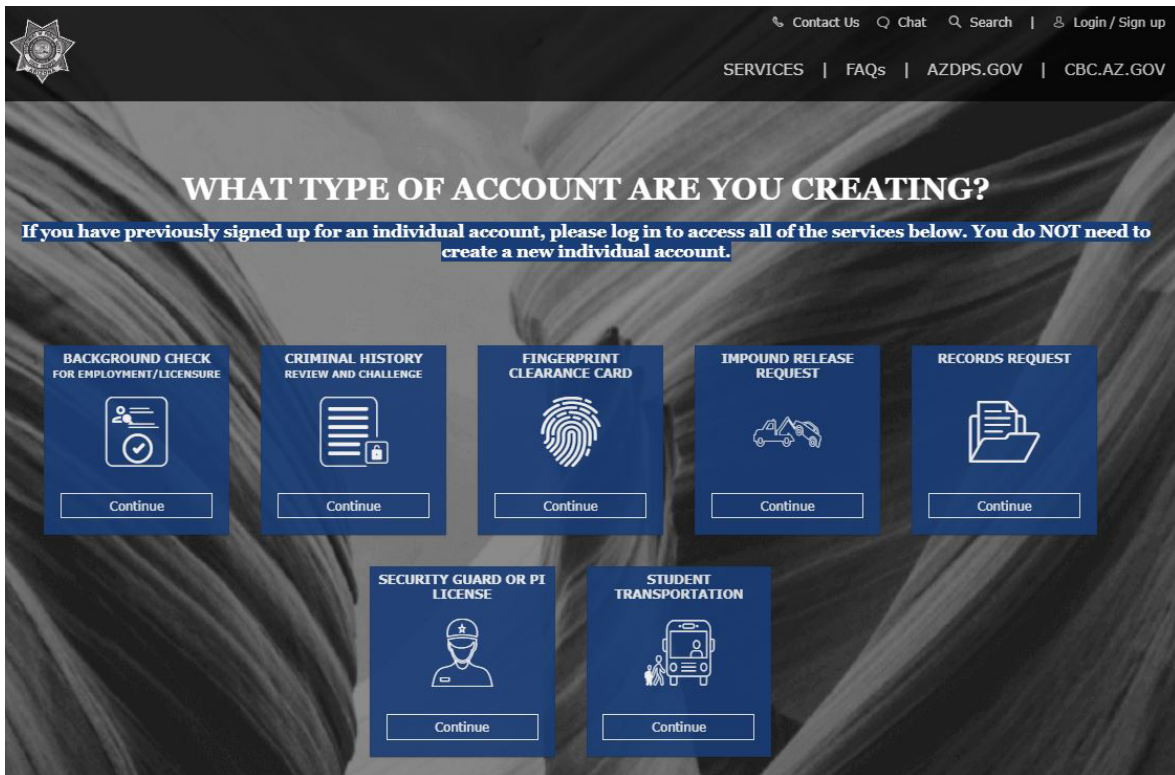 Contact Us Chat Search | Login / Sign up
SERVICES | FAQs | AZDPS.GOV | CBC.AZ.GOV
WHAT TYPE OF ACCOUNT ARE YOU CREATING?
If you have previously signed up for an individual account, please log in to access all of the services below. You do NOT need to
create a new individual account.
BACKGROUND CHECK
FOR EMPLOYMENT/LICENSURE
Continue
CRIMINAL HISTORY
REVIEW AND CHALLENGE
Continue
FINGERPRINT
CLEARANCE CARD
Continue
IMPOUND RELEASE
REQUEST
Continue
RECORDS REQUEST
Continue
SECURITY GUARD OR PI
LICENSE
Continue
STUDENT
TRANSPORTATION
Continue